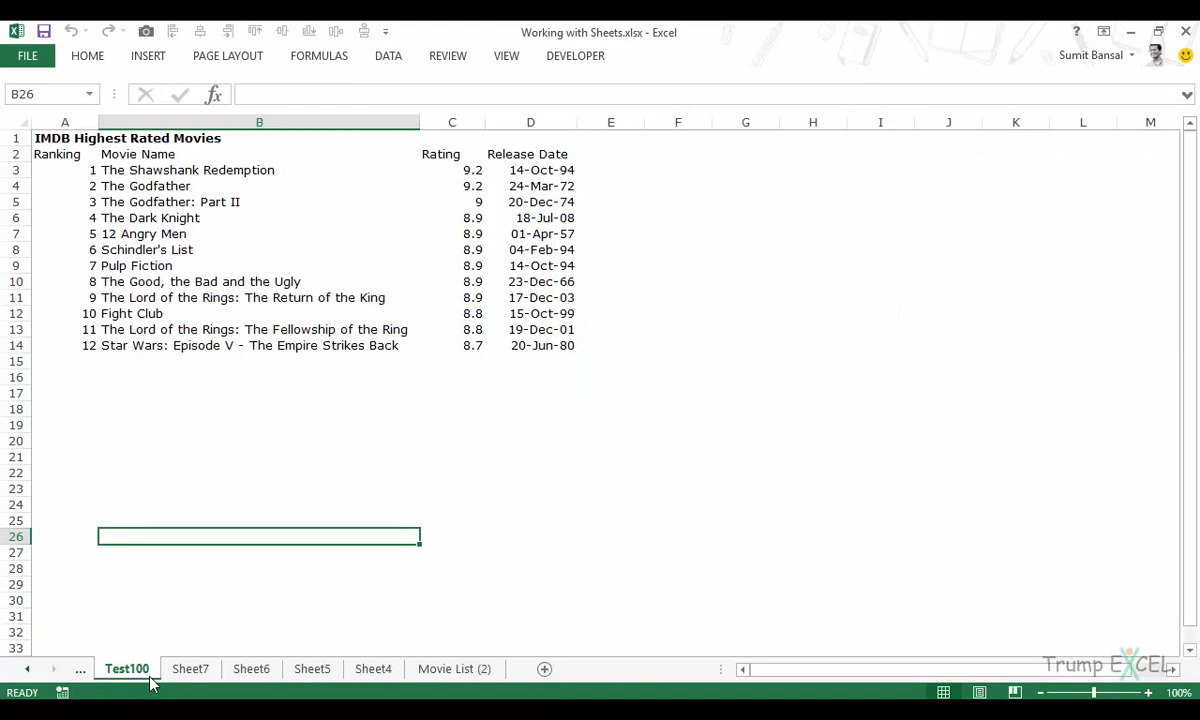 Working with Sheets.xlsx - Excel
?
FILE HOME INSERT PAGE LAYOUT FORMULAS DATA REVIEW VIEW DEVELOPER Sumit Bansal
B26 fx
A B C D E F G H I J K L M
1 IMDB Highest Rated Movies
2 Ranking Movie Name Rating Release Date
3 1 The Shawshank Redemption 9.2 14-Oct-94
4 2 The Godfather 9.2 24-Mar-72
5 3 The Godfather: Part II 9 20-Dec-74
6 4 The Dark Knight 8.9 18-Jul-08
7 5 12 Angry Men 8.9 01-Apr-57
8 6 Schindler's List 8.9 04-Feb-94
9 7 Pulp Fiction 8.9 14-Oct-94
10 8 The Good, the Bad and the Ugly 8.9 23-Dec-66
11 9 The Lord of the Rings: The Return of the King 8.9 17-Dec-03
12 10 Fight Club 8.8 15-Oct-99
13 11 The Lord of the Rings: The Fellowship of the Ring 8.8 19-Dec-01
14 12 Star Wars: Episode V - The Empire Strikes Back 8.7 20-Jun-80
15
16
17
18
19
20
21
22
23
24
25
26
27
28
29
30
31
32
33
... Test100 Sheet7 Sheet6 Sheet5 Sheet4 Movie List (2)
Trump EXCEL
READY 100%